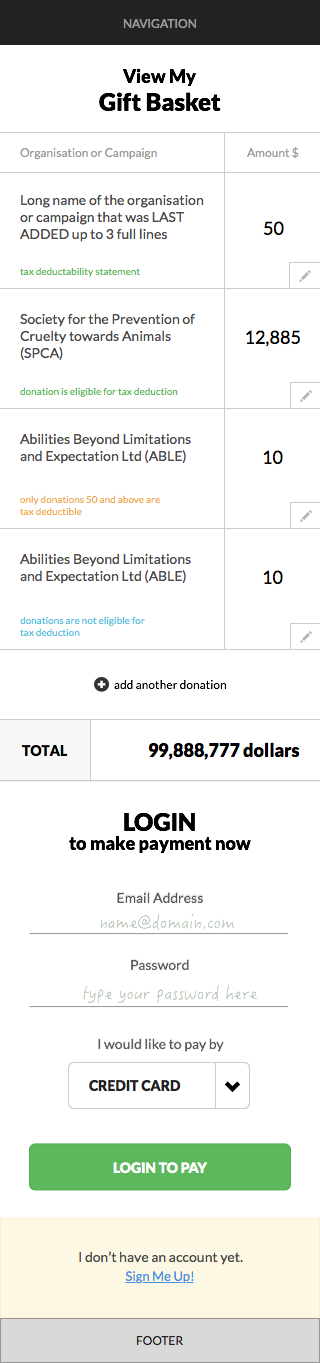 NAVIGATION
View My
Gift Basket
Organisation or Campaign
Amount $
Long name of the organisation
or campaign that was LAST
ADDED up to 3 full lines
50
tax deductability statement
Society for the Prevention of
Cruelty towards Animals
(SPCA)
12,885
donation is eligible for tax deduction
Abilities Beyond Limitations
and Expectation Ltd (ABLE)
10
only donations 50 and above are
tax deductible
Abilities Beyond Limitations
and Expectation Ltd (ABLE)
10
donations are not eligible for
tax deduction
add another donation
TOTAL
99,888,777 dollars
LOGIN
to make payment now
Email Address
name@domain.com
Password
type your password here
I would like to pay by
CREDIT CARD
LOGIN TO PAY
I don't have an account yet.
Sign Me Up!
FOOTER